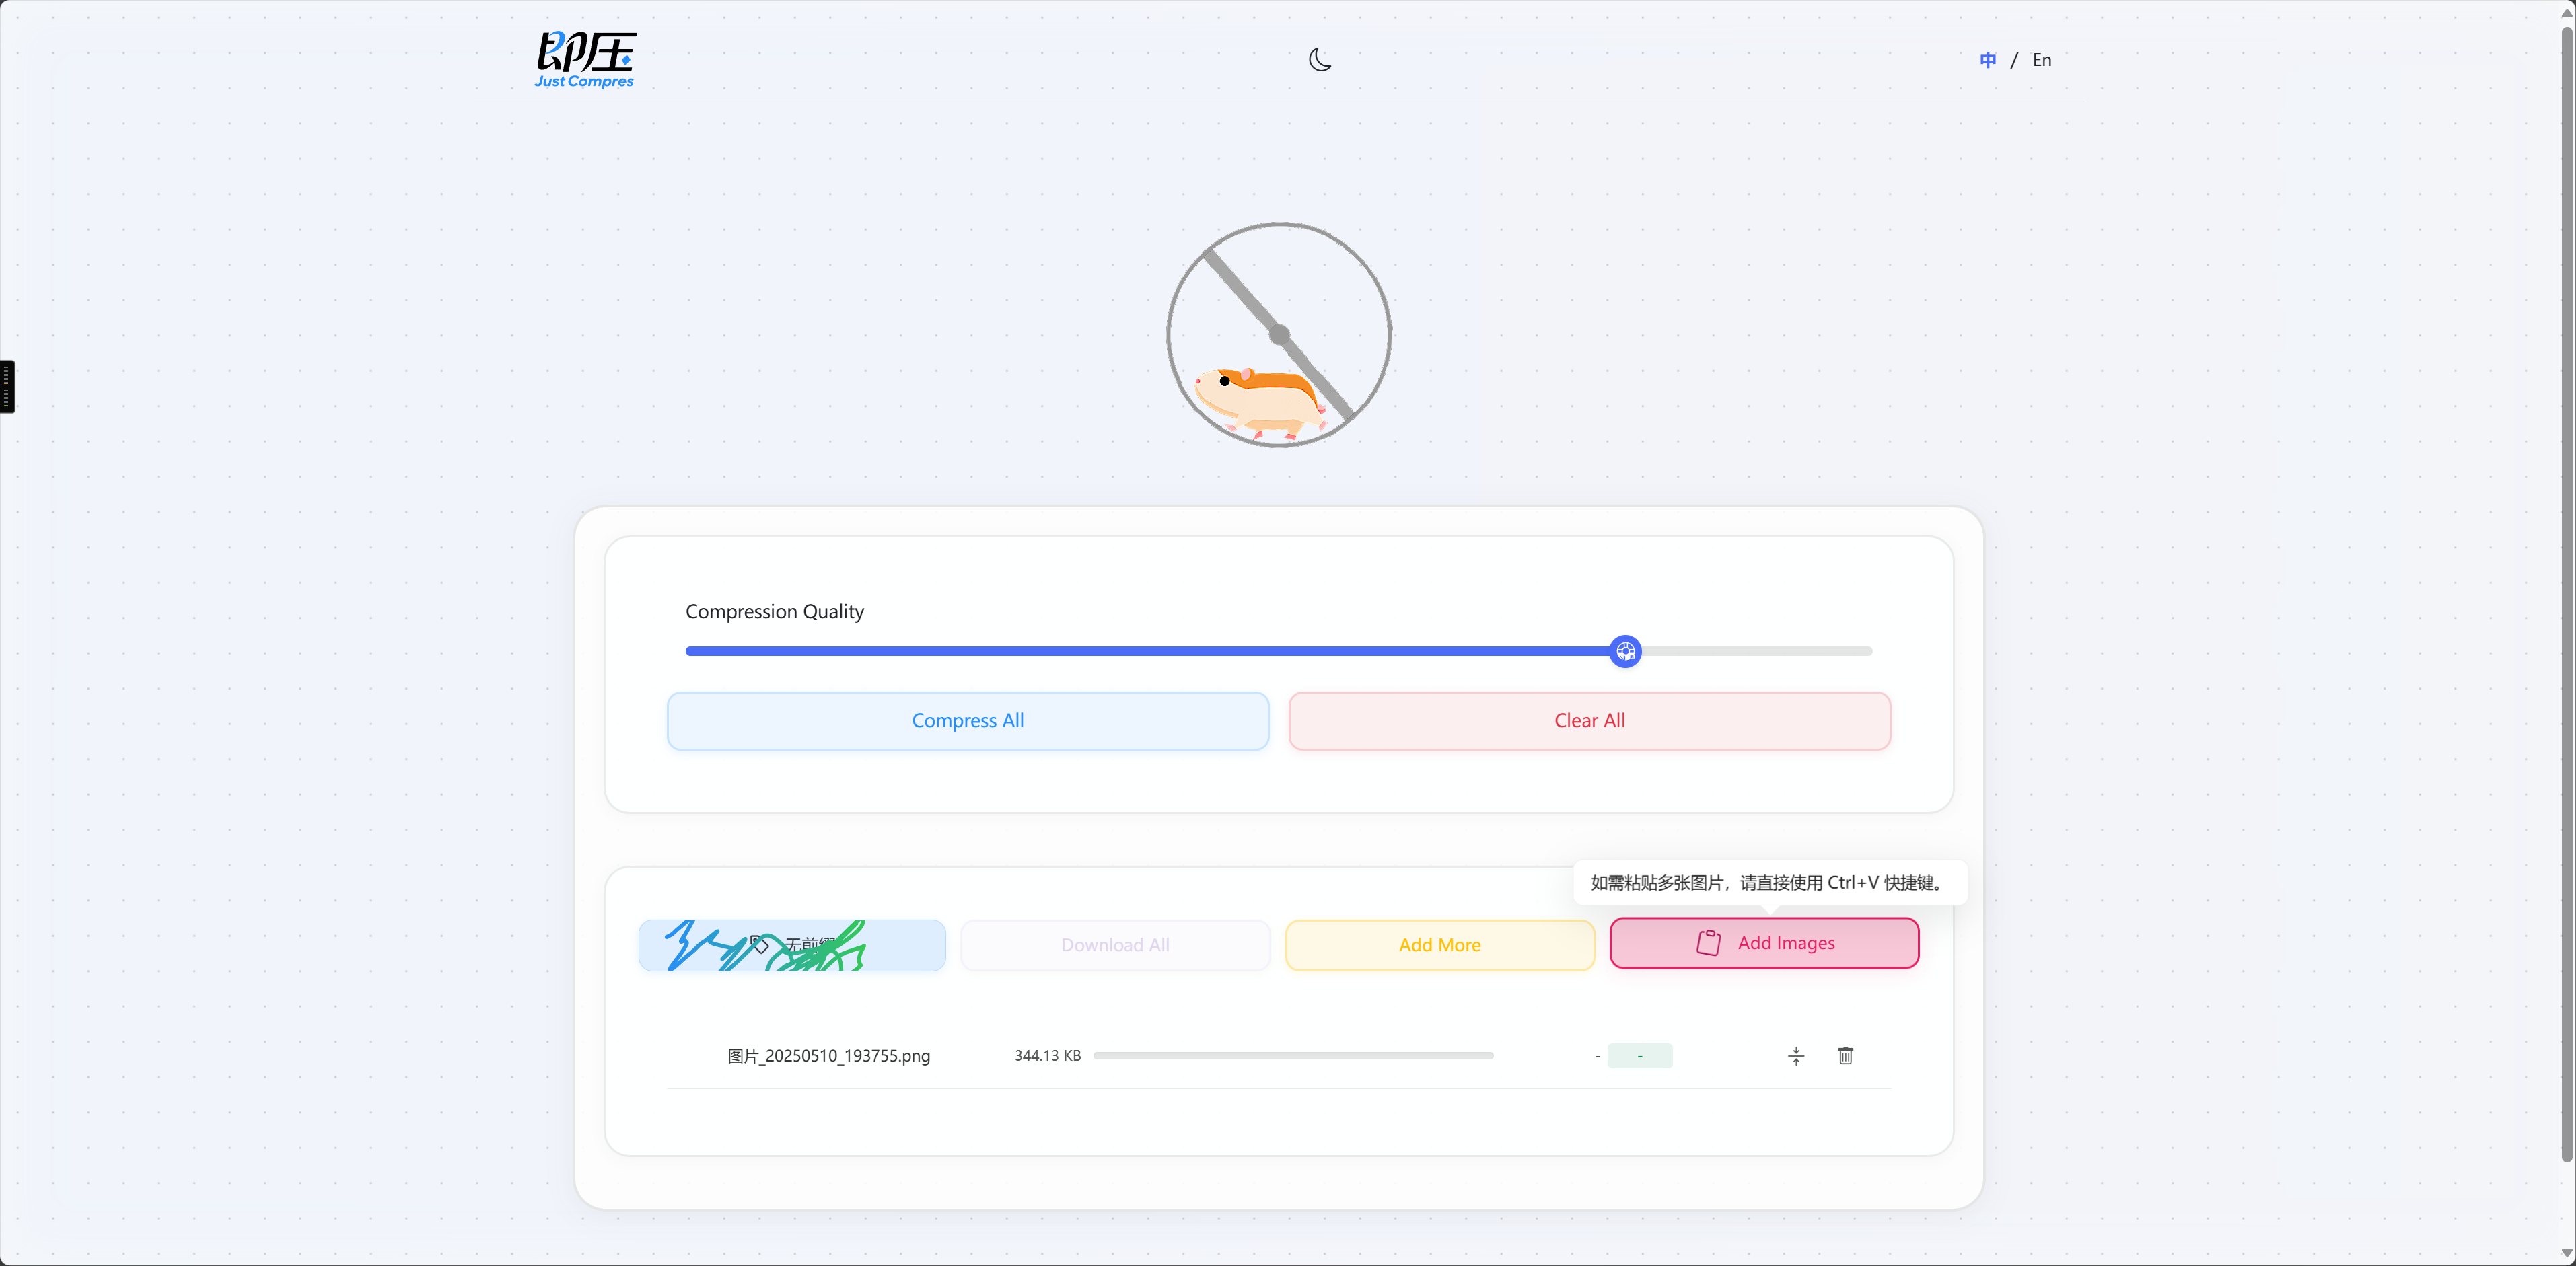 即压
Just Compres
中 / En
Compression Quality
Compress All
Clear All
如需粘贴多张图片，请直接使用 Ctrl+V 快捷键。
无前缀
Download All
Add More
Add Images
图片_20250510_193755.png
344.13 KB
-
-